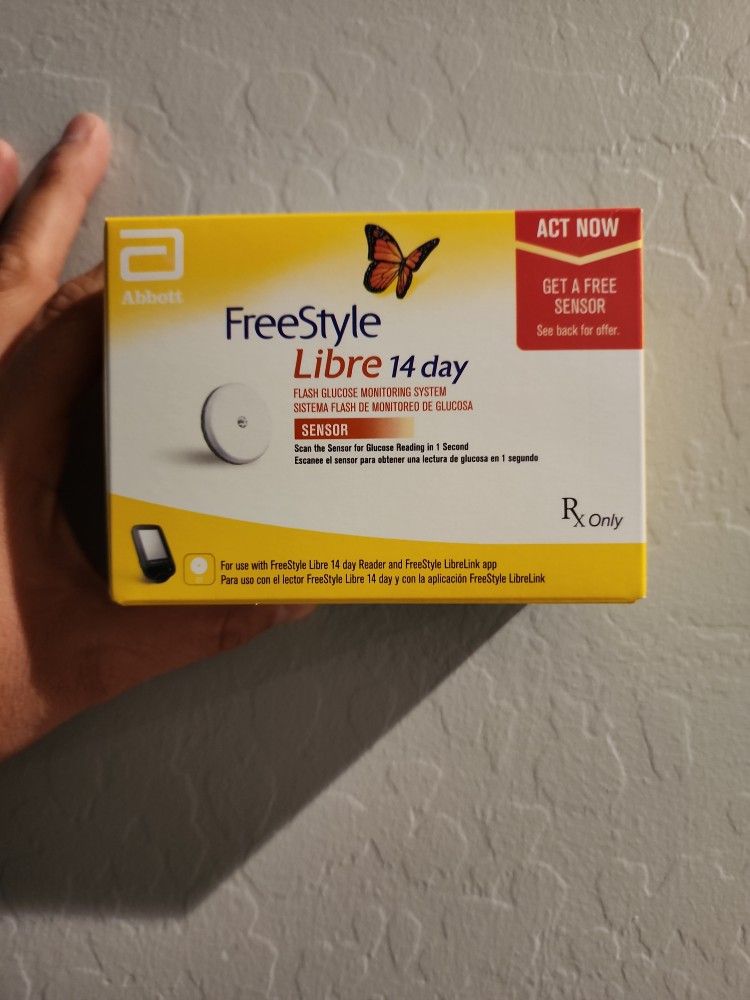 Abbott
ACT NOW
GET A FREE
SENSOR
See back for offer.
FreeStyle
Libre 14 day
FLASH GLUCOSE MONITORING SYSTEM
SISTEMA FLASH DE MONITOREO DE GLUCOSA
SENSOR
Scan the Sensor for Glucose Reading in 1 Second
Escanee el sensor para obtener una lectura de glucosa en 1 segundo
Rx Only
For use with FreeStyle Libre 14 day Reader and FreeStyle LibreLink app
Para uso con el lector FreeStyle Libre 14 day y con la aplicación FreeStyle LibreLink